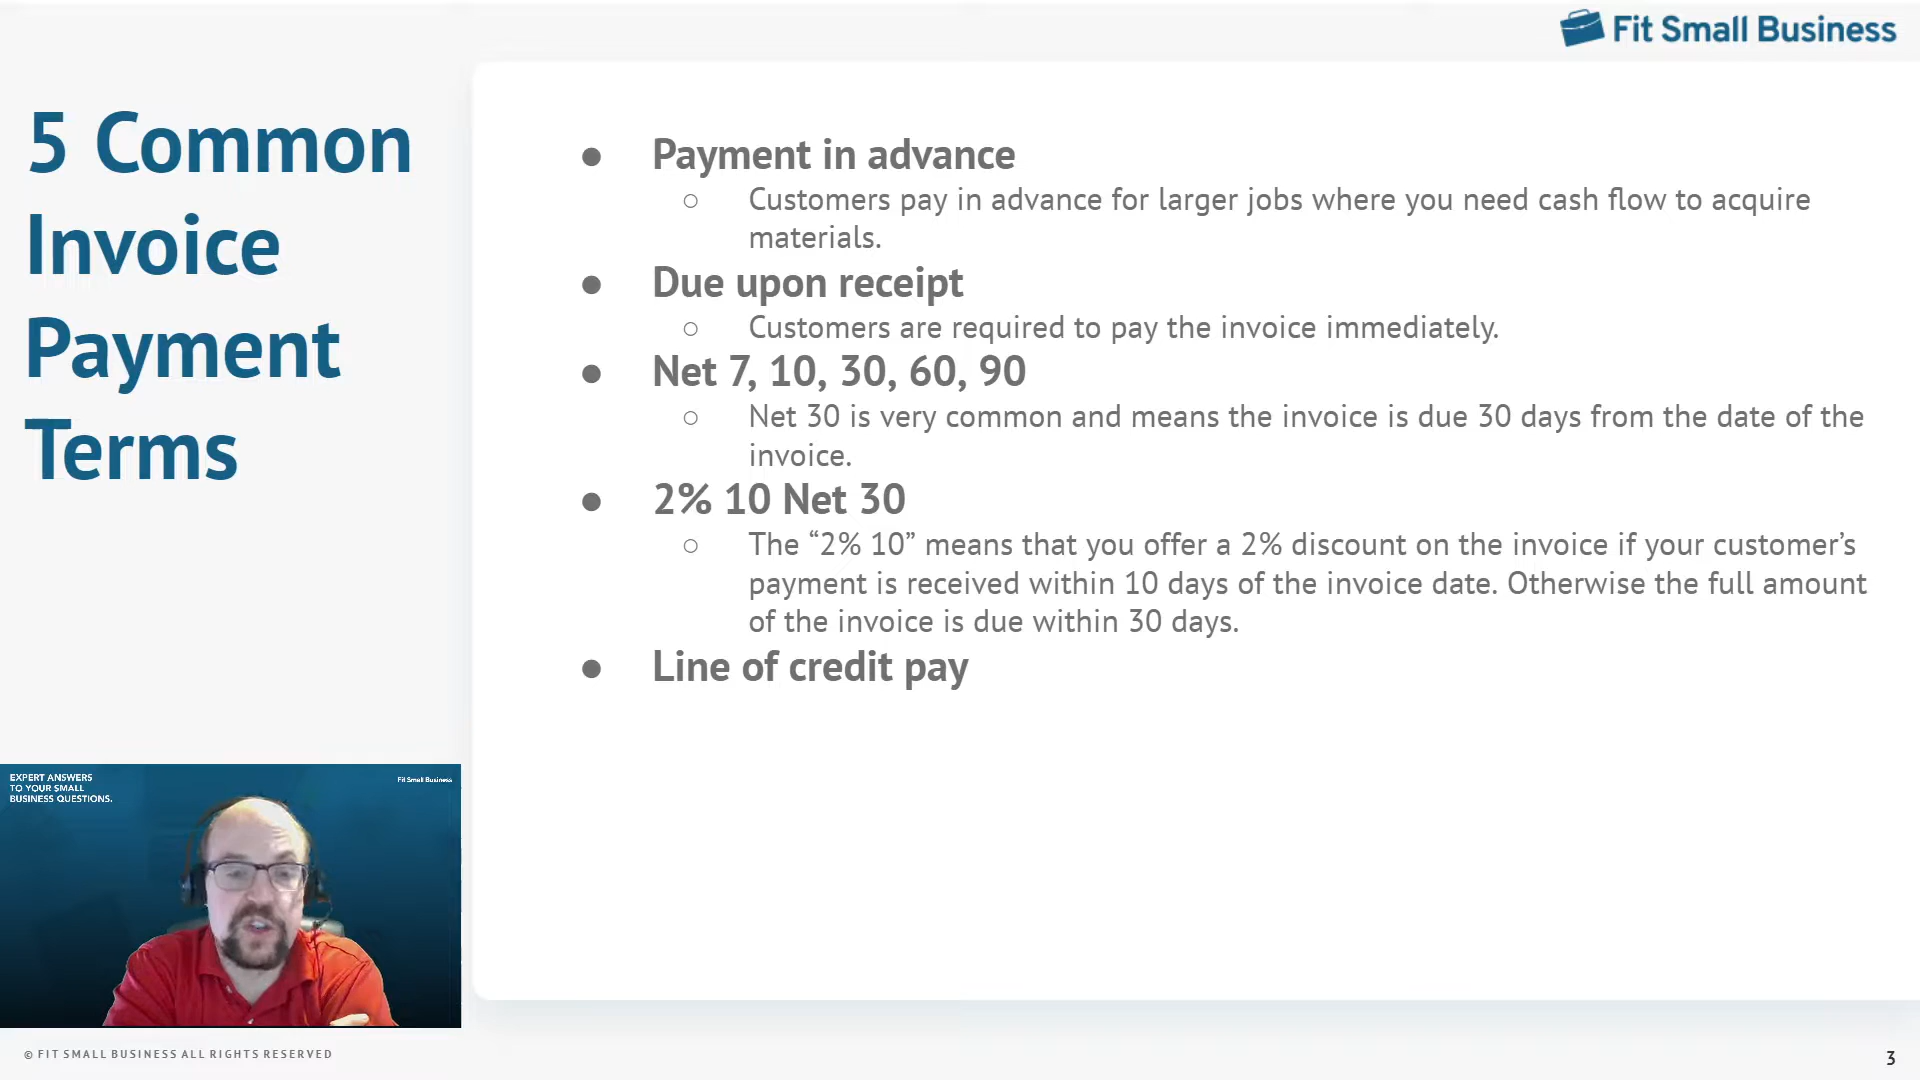 Fit Small Business
5 Common
Invoice
Payment
Terms
● Payment in advance
○ Customers pay in advance for larger jobs where you need cash flow to acquire
materials.
● Due upon receipt
○ Customers are required to pay the invoice immediately.
● Net 7, 10, 30, 60, 90
○ Net 30 is very common and means the invoice is due 30 days from the date of the
invoice.
● 2% 10 Net 30
○ The “2% 10” means that you offer a 2% discount on the invoice if your customer’s
payment is received within 10 days of the invoice date. Otherwise the full amount
of the invoice is due within 30 days.
● Line of credit pay
EXPERT ANSWERS
TO YOUR SMALL
BUSINESS QUESTIONS.
Fit Small Business
© FIT SMALL BUSINESS ALL RIGHTS RESERVED
3